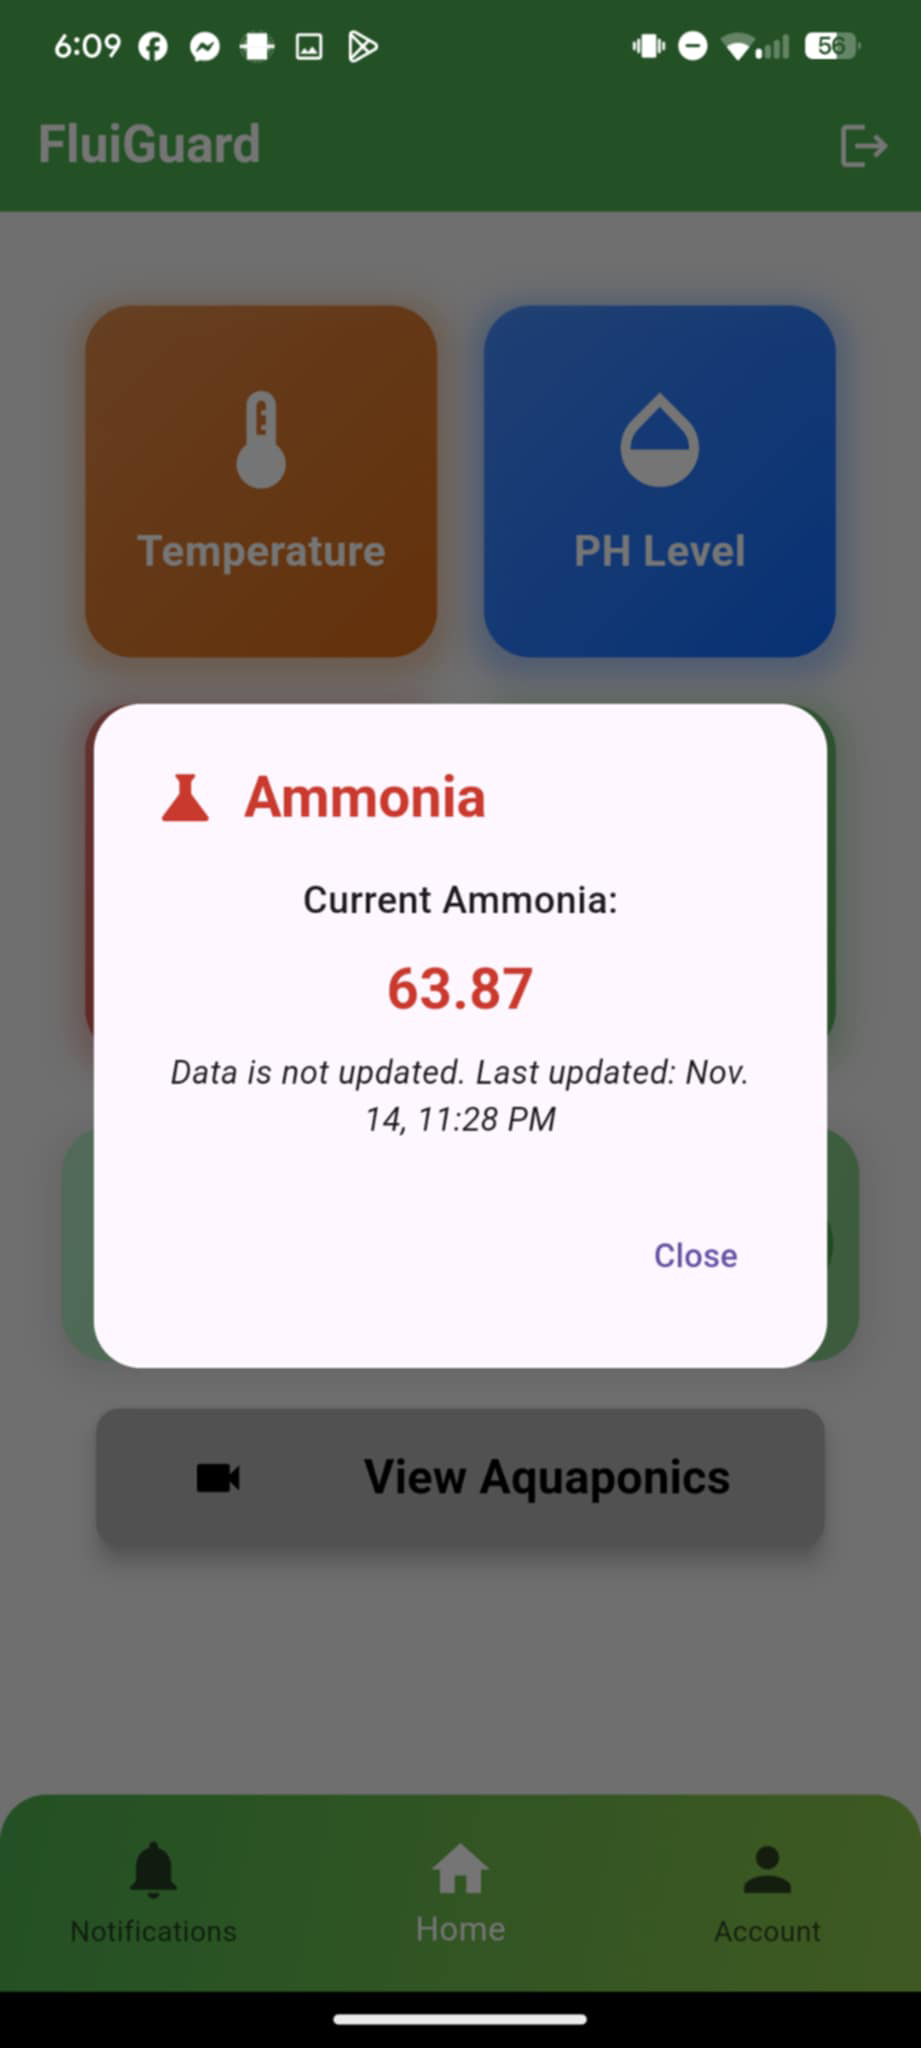 6:09
56
FluiGuard
Temperature
PH Level
Ammonia
Current Ammonia:
63.87
Data is not updated. Last updated: Nov.
14, 11:28 PM
Close
View Aquaponics
Notifications
Home
Account